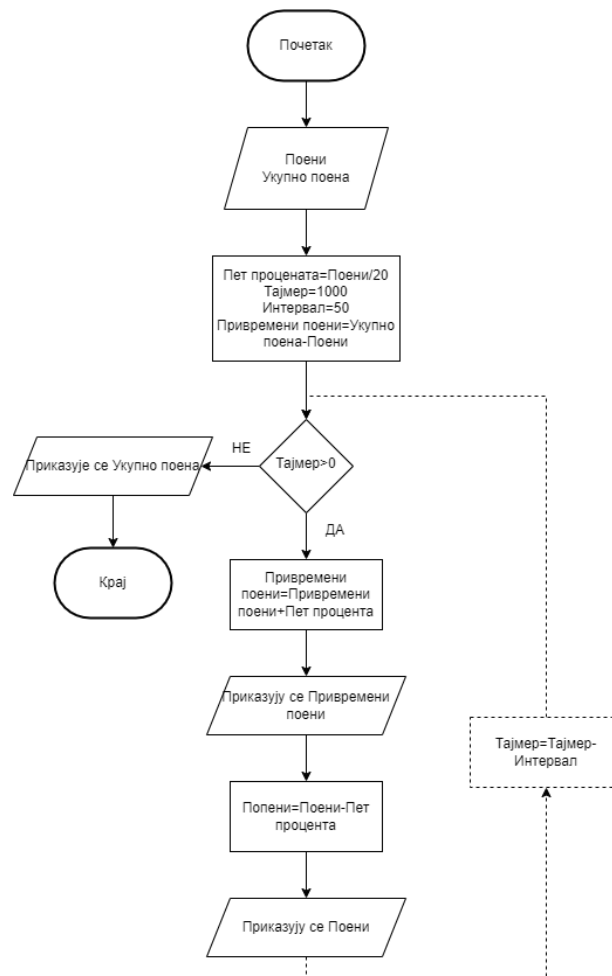 Почетак
Поени
Укупно поена
Пет процената=Поени/20
Тајмер=1000
Интервал=50
Привремени поени=Укупно
поена-Поени
Тајмер>0
НЕ
Приказује се Укупно поена
Крај
ДА
Привремени
поени=Привремени
поени+Пет процента
Приказују се Привремени
поени
Попени=Поени-Пет
процента
Приказују се Поени
Тајмер=Тајмер-
Интервал